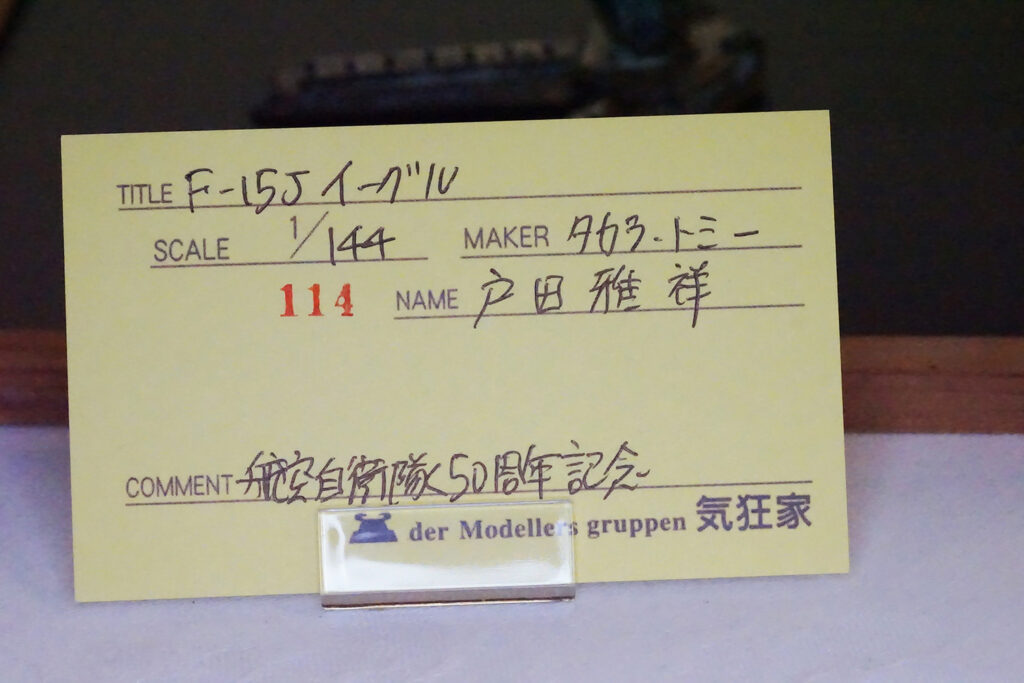 TITLE F-15J イーグル
SCALE 1/144 MAKER タカラ・トミー
114 NAME 戸田雅祥
COMMENT 航空自衛隊50周年記念
der Modellers gruppen 気狂家